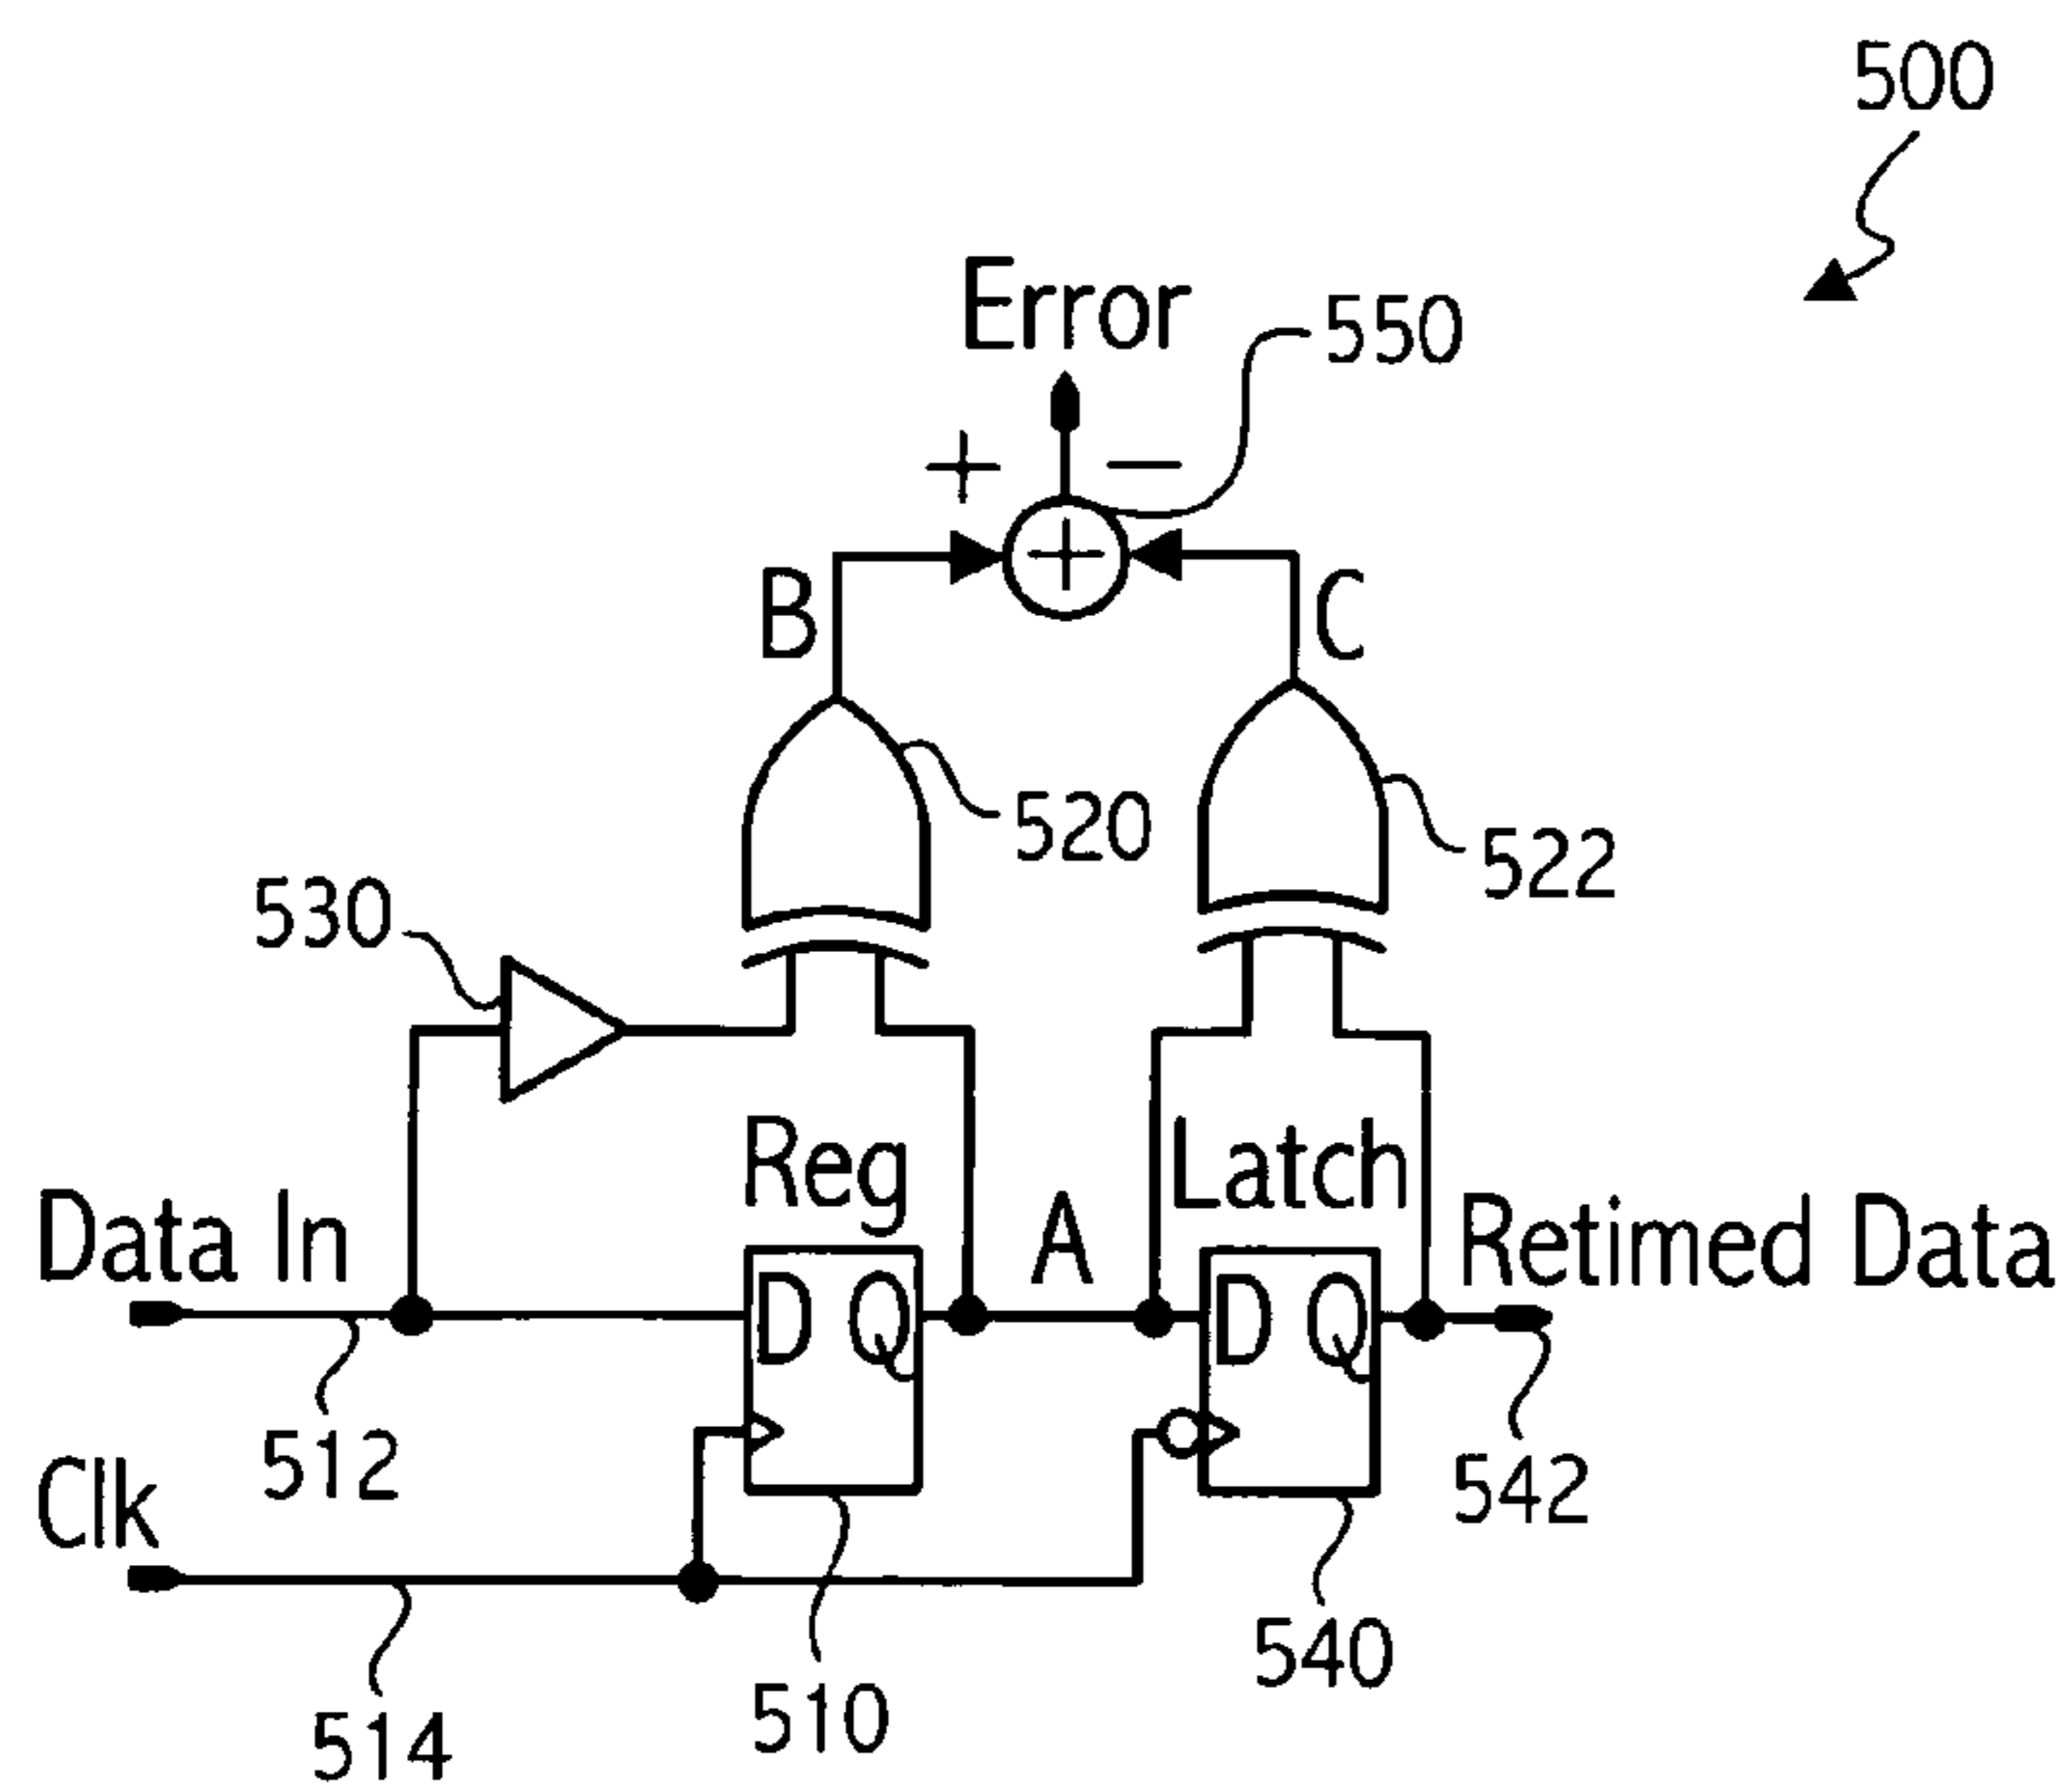 500
Error
550
+
−
B
C
520
522
530
Reg
Latch
A
Data In
Retimed Data
D Q
D Q
512
542
Clk
540
510
514